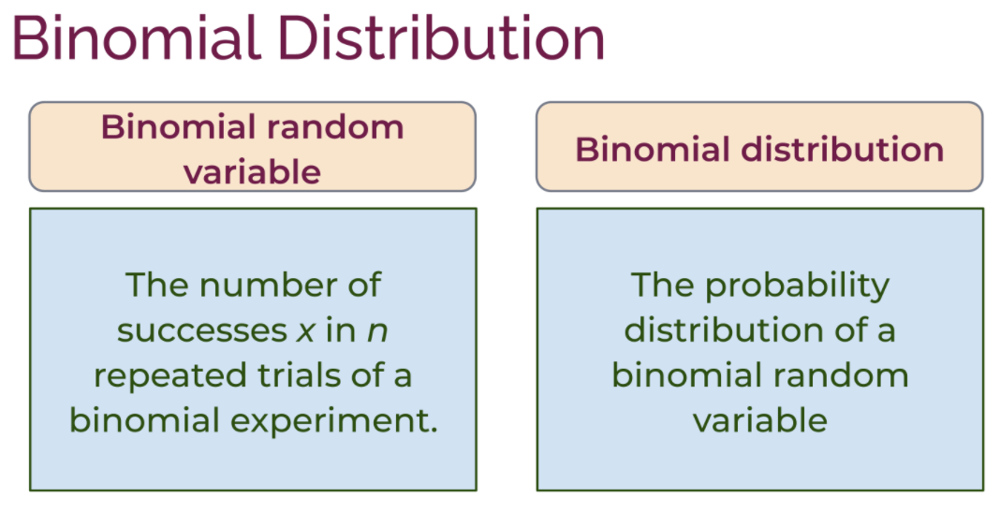 Binomial Distribution
Binomial random
variable
The number of
successes x in n
repeated trials of a
binomial experiment.
Binomial distribution
The probability
distribution of a
binomial random
variable